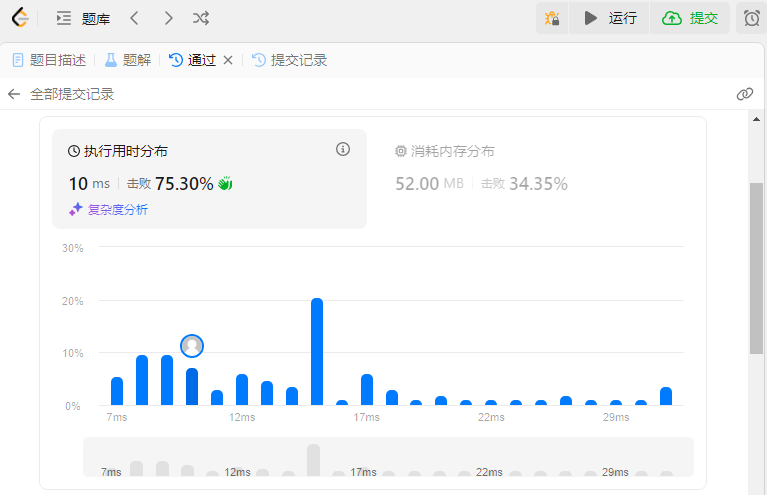 题库 运行 提交
题目描述 题解 通过 提交记录
全部提交记录
执行用时分布 消耗内存分布
10 ms 击败 75.30% 52.00 MB 击败 34.35%
复杂度分析
30%
20%
10%
0%
7ms 12ms 17ms 22ms 29ms
7ms 12ms 17ms 22ms 29ms